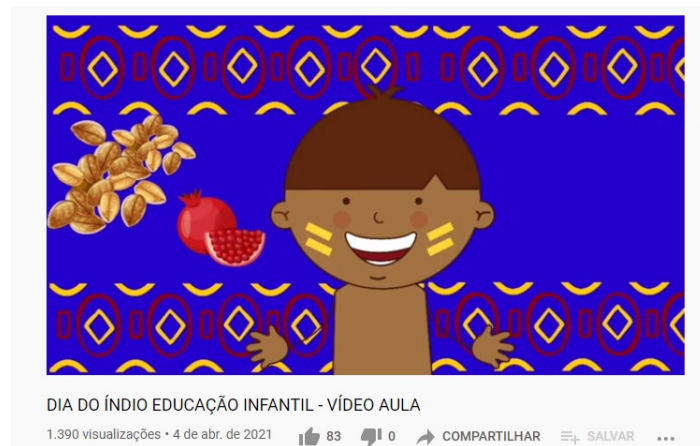 DIA DO ÍNDIO EDUCAÇÃO INFANTIL - VÍDEO AULA
1.390 visualizações • 4 de abr. de 2021 83 0 COMPARTILHAR SALVAR ...